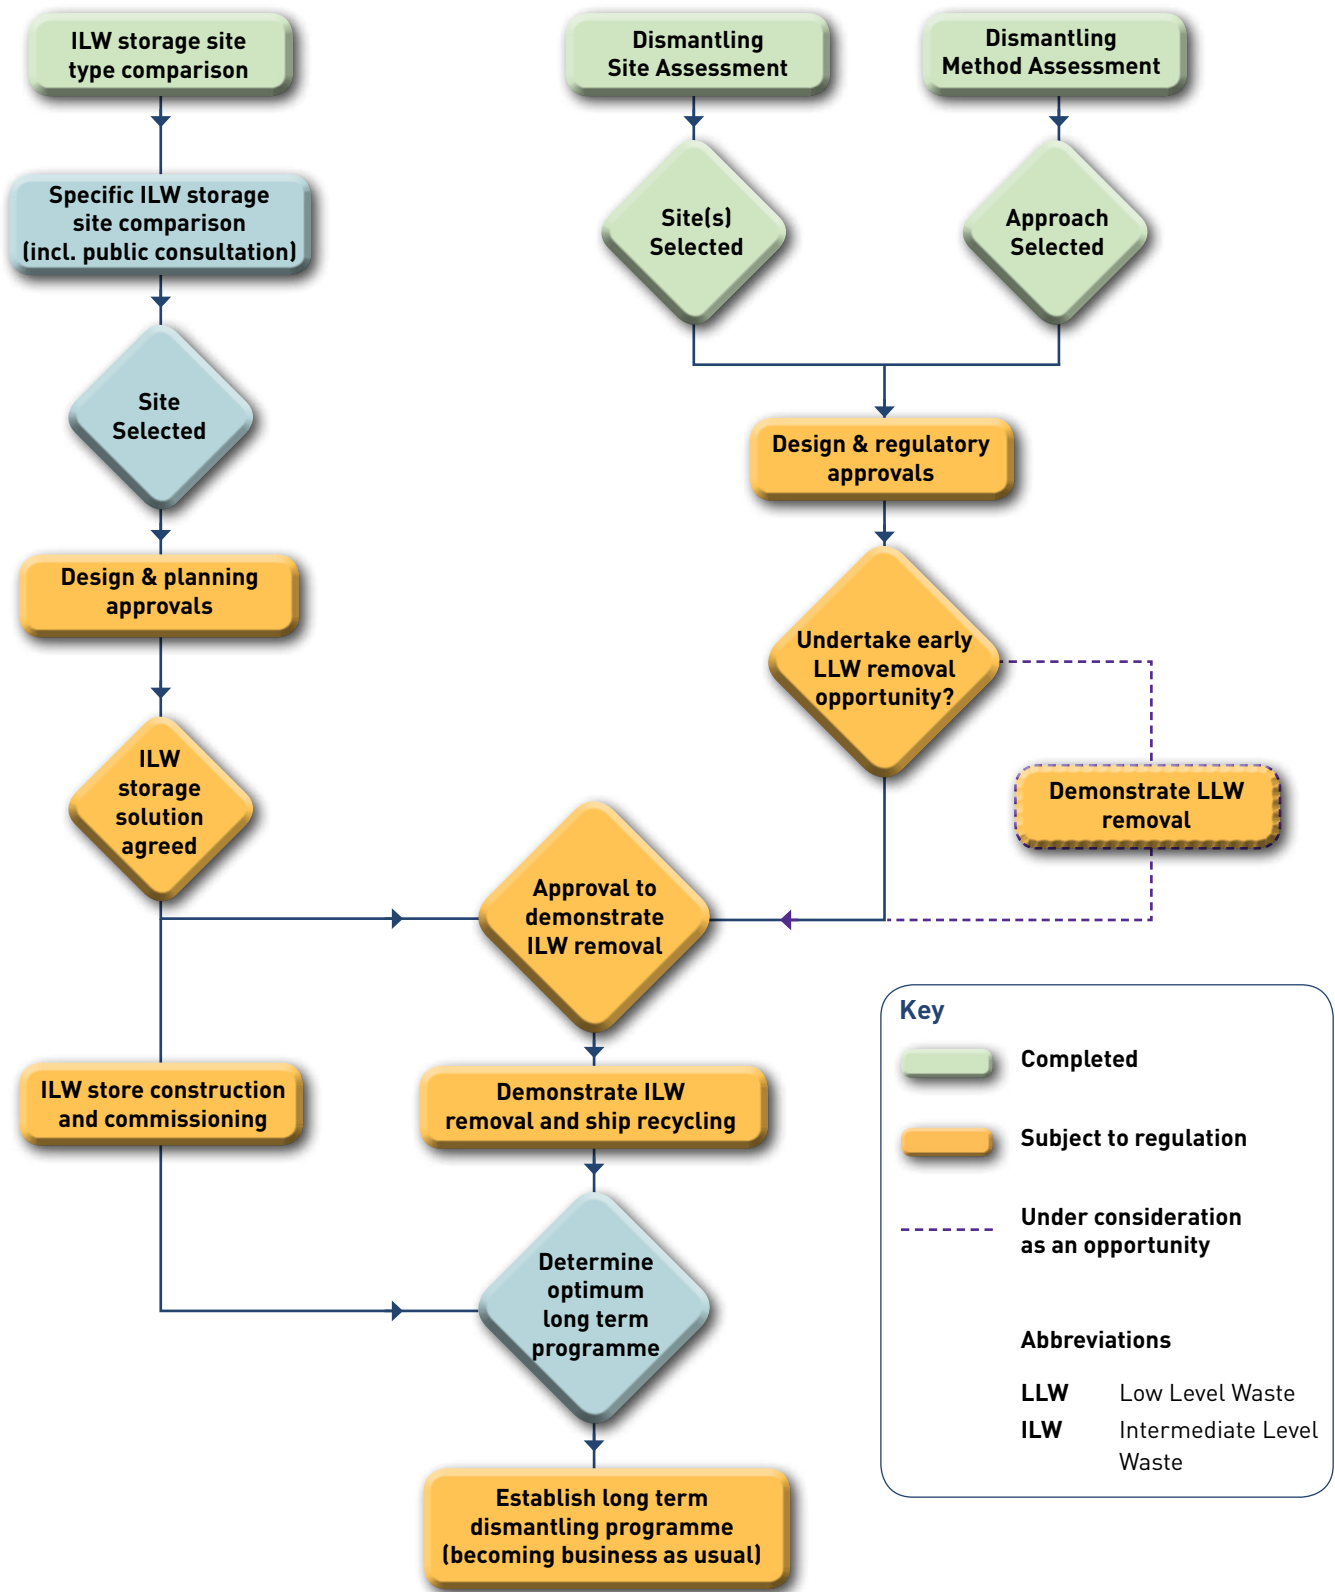 ILW storage site
type comparison
Dismantling
Site Assessment
Dismantling
Method Assessment
Specific ILW storage
site comparison
(incl. public consultation)
Site(s)
Selected
Approach
Selected
Site
Selected
Design & regulatory
approvals
Design & planning
approvals
Undertake early
LLW removal
opportunity?
ILW
storage
solution
agreed
Demonstrate LLW
removal
Approval to
demonstrate
ILW removal
ILW store construction
and commissioning
Demonstrate ILW
removal and ship recycling
Determine
optimum
long term
programme
Establish long term
dismantling programme
(becoming business as usual)
Key
Completed
Subject to regulation
Under consideration
as an opportunity
Abbreviations
LLW Low Level Waste
ILW Intermediate Level
Waste